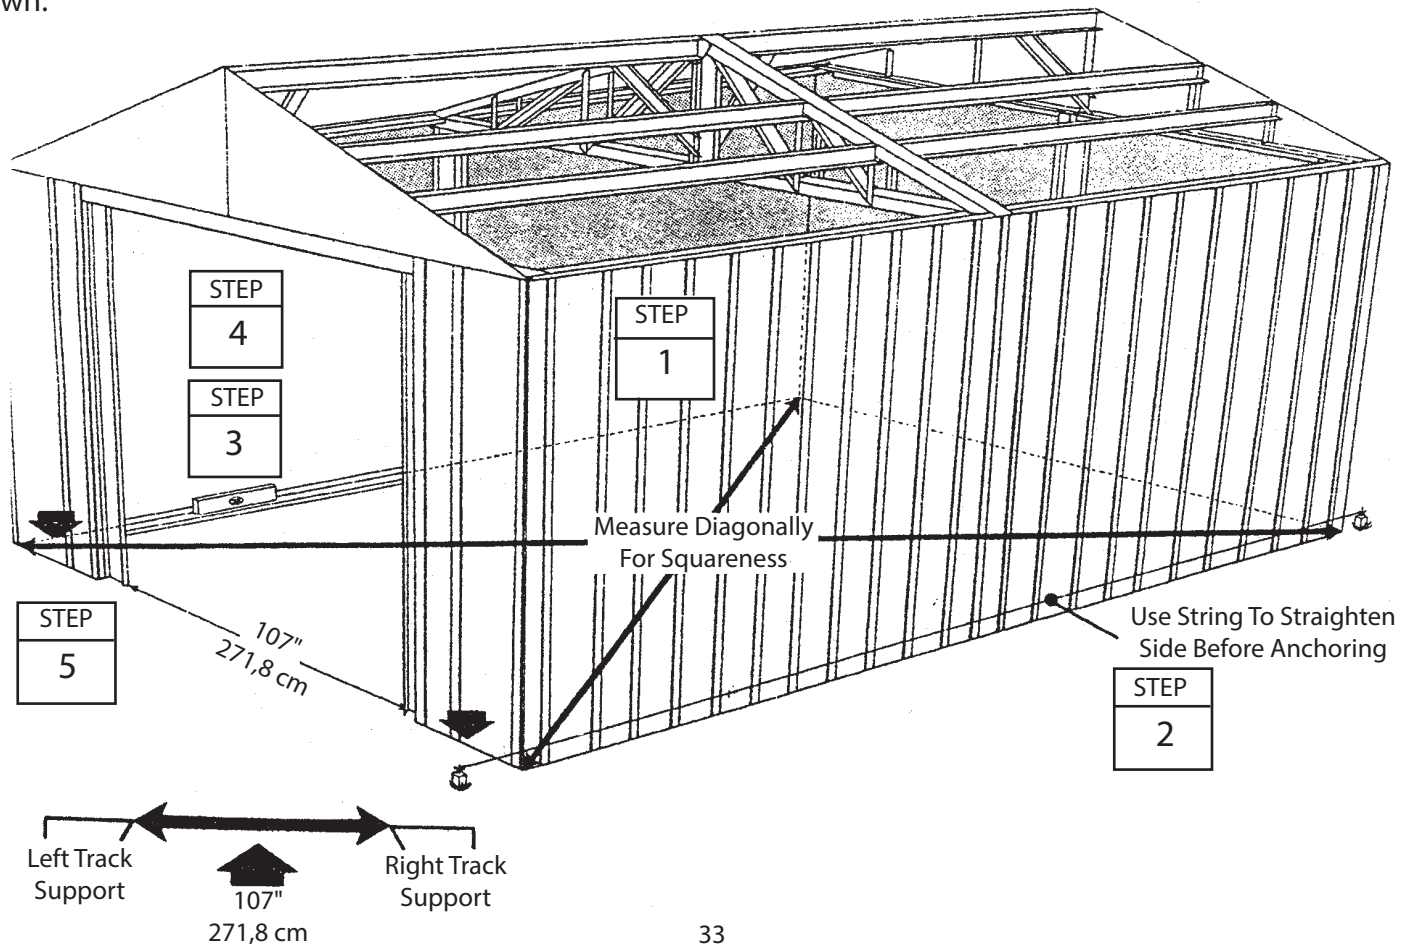 wn.
STEP
4
STEP
3
STEP
1
Measure Diagonally
For Squareness
Use String To Straighten
Side Before Anchoring
STEP
2
STEP
5
107"
271,8 cm
Left Track
Support
107"
271,8 cm
Right Track
Support
33